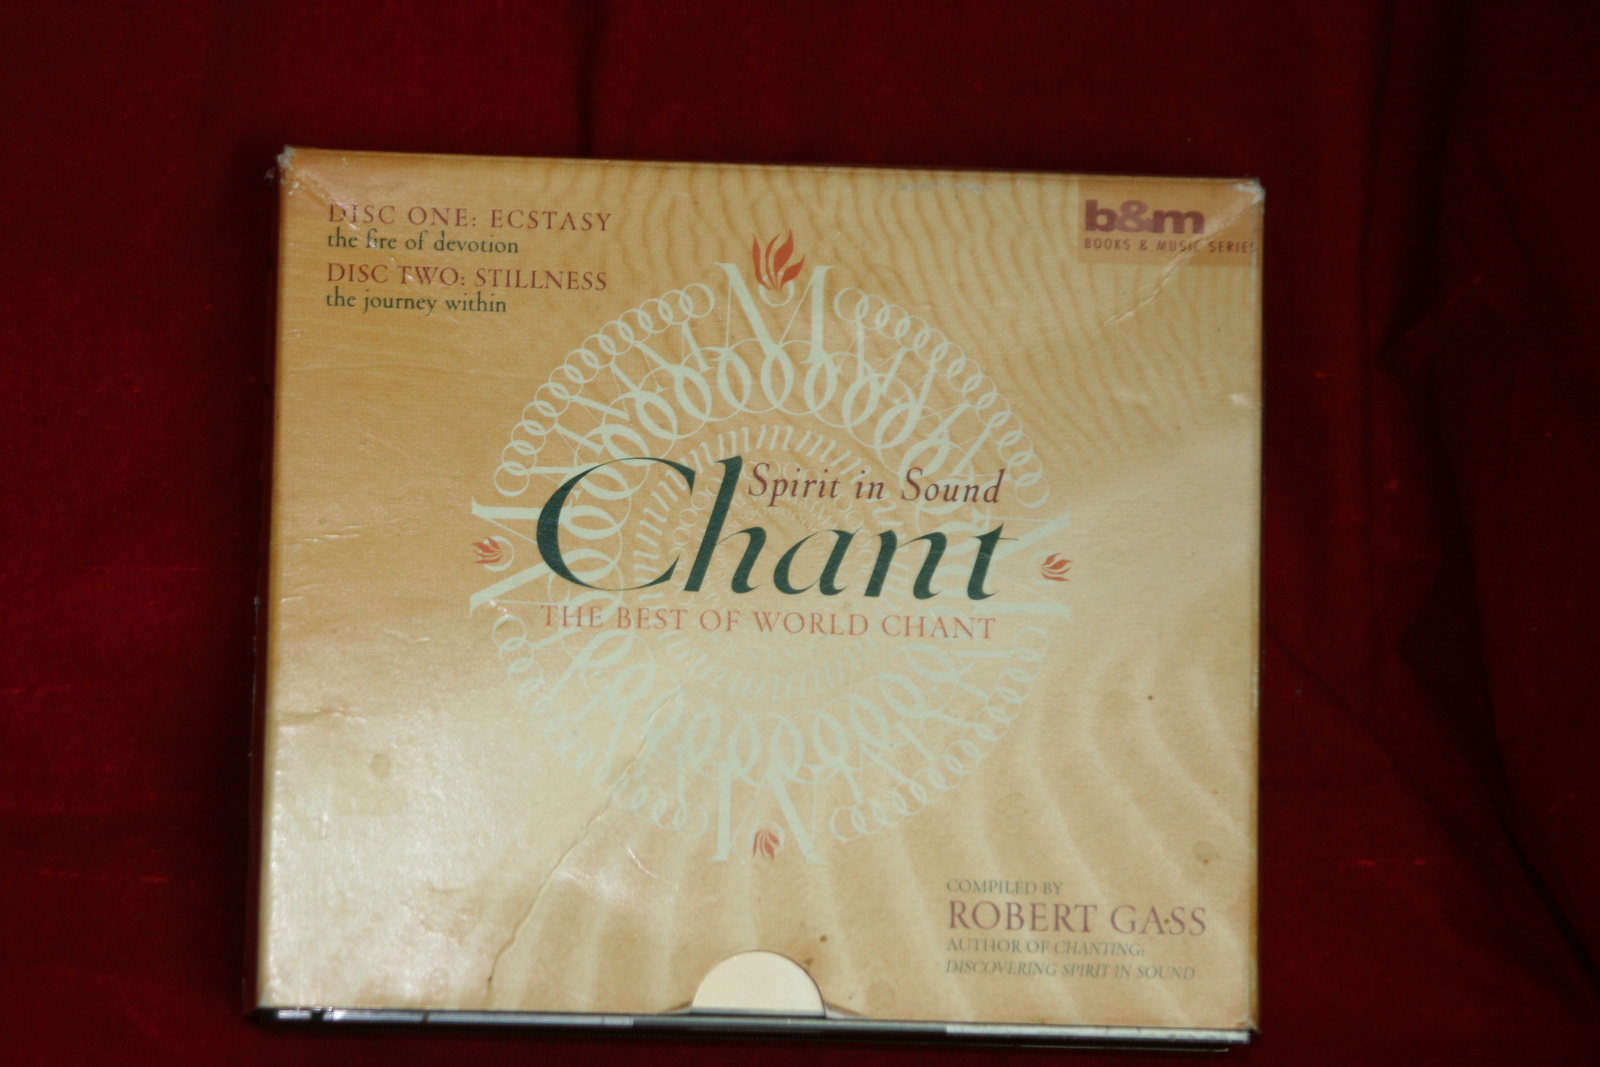 DISC ONE: ECSTASY
the fire of devotion
DISC TWO: STILLNESS
the journey within
b&m
BOOKS & MUSIC SERIES
Spirit in Sound
Chant
THE BEST OF WORLD CHANT
COMPILED BY
ROBERT GASS
AUTHOR OF CHANTING:
DISCOVERING SPIRIT IN SOUND